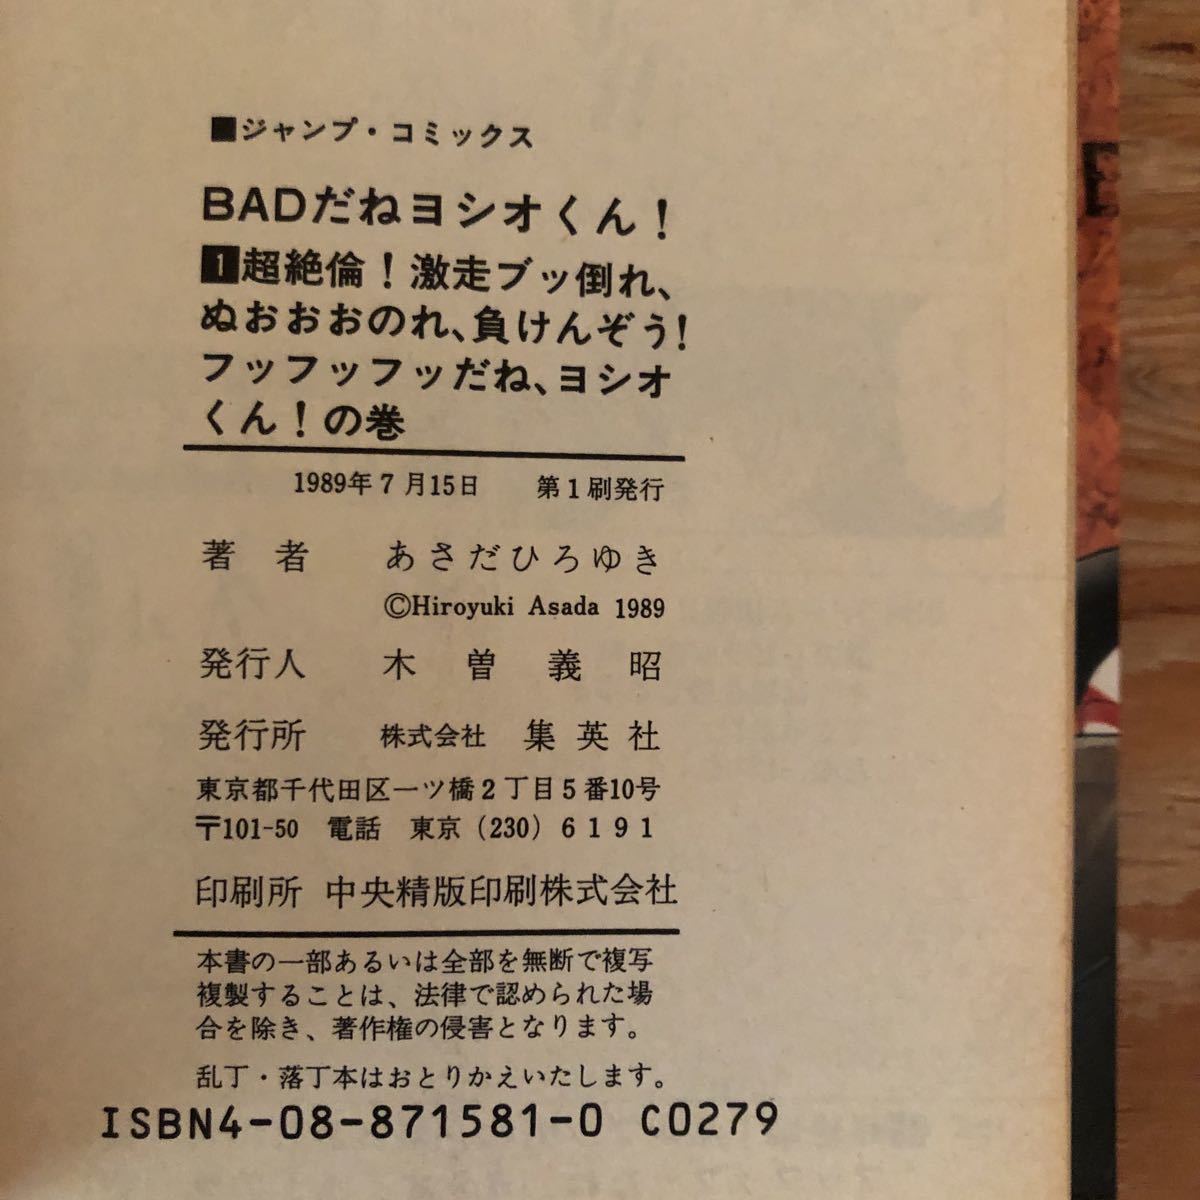 ■ジャンプ・コミックス
BADだねヨシオくん!
1超絶倫!激走ブッ倒れ、
ぬおおおのれ、負けんぞう!
フッフッフッだね、ヨシオ
くん!の巻
1989年7月15日 第1刷発行
著者 あさだひろゆき
©Hiroyuki Asada 1989
発行人 木曽義昭
発行所 株式会社 集英社
東京都千代田区一ツ橋2丁目5番10号
〒101-50 電話 東京(230)6191
印刷所 中央精版印刷株式会社
本書の一部あるいは全部を無断で複写
複製することは、法律で認められた場
合を除き、著作権の侵害となります。
乱丁・落丁本はおとりかえいたします。
ISBN4-08-871581-0 C0279